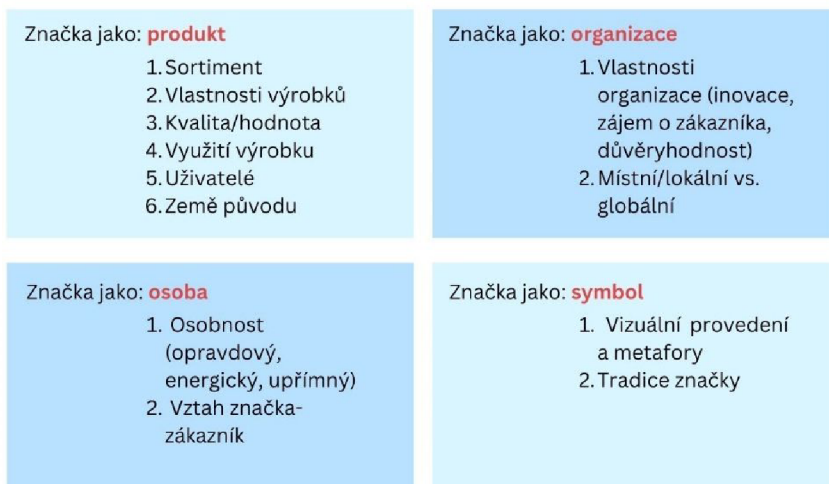 Značka jako: produkt
1. Sortiment
2. Vlastnosti výrobků
3. Kvalita/hodnota
4. Využití výrobku
5. Uživatelé
6. Země původu
Značka jako: organizace
1. Vlastnosti
organizace (inovace,
zájem o zákazníka,
důvěryhodnost)
2. Místní/lokální vs.
globální
Značka jako: osoba
1. Osobnost
(opravdový,
energický, upřímný)
2. Vztah značka-
zákazník
Značka jako: symbol
1. Vizuální provedení
a metafory
2. Tradice značky